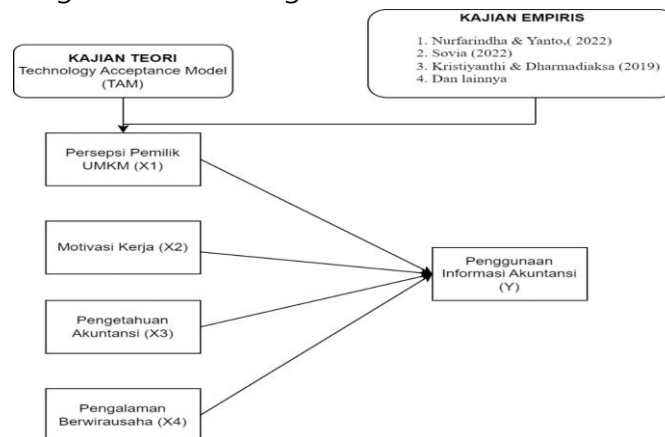 KAJIAN TEORI
Technology Acceptance Model
(TAM)
KAJIAN EMPIRIS
1. Nurfarindha & Yanto,( 2022)
2. Sovia (2022)
3. Kristiyanthi & Dharmadiaksa (2019)
4. Dan lainnya
Persepsi Pemilik
UMKM (X1)
Motivasi Kerja (X2)
Pengetahuan
Akuntansi (X3)
Pengalaman
Berwirausaha (X4)
Penggunaan
Informasi Akuntansi
(Y)